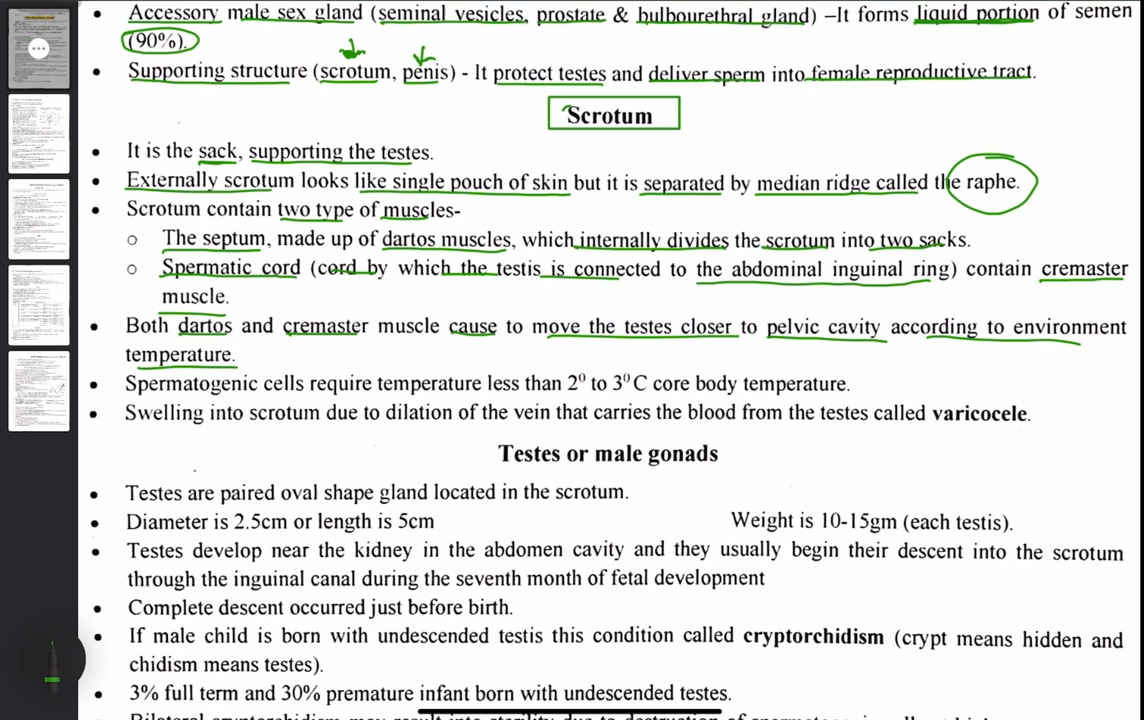 • Accessory male sex gland (seminal vesicles, prostate & bulbourethral gland) –It forms liquid portion of semen
(90%).
• Supporting structure (scrotum, penis) - It protect testes and deliver sperm into female reproductive tract.
Scrotum
• It is the sack, supporting the testes.
• Externally scrotum looks like single pouch of skin but it is separated by median ridge called the raphe.
• Scrotum contain two type of muscles-
o The septum, made up of dartos muscles, which internally divides the scrotum into two sacks.
o Spermatic cord (cord by which the testis is connected to the abdominal inguinal ring) contain cremaster
muscle.
• Both dartos and cremaster muscle cause to move the testes closer to pelvic cavity according to environment
temperature.
• Spermatogenic cells require temperature less than 2⁰ to 3⁰C core body temperature.
• Swelling into scrotum due to dilation of the vein that carries the blood from the testes called varicocele.
Testes or male gonads
• Testes are paired oval shape gland located in the scrotum.
• Diameter is 2.5cm or length is 5cm Weight is 10-15gm (each testis).
• Testes develop near the kidney in the abdomen cavity and they usually begin their descent into the scrotum
through the inguinal canal during the seventh month of fetal development
• Complete descent occurred just before birth.
• If male child is born with undescended testis this condition called cryptorchidism (crypt means hidden and
chidism means testes).
• 3% full term and 30% premature infant born with undescended testes.